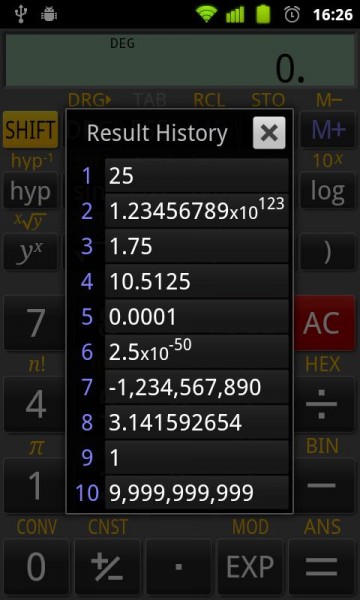 16:26
DEG
0.
DRG▸ TAB RCL STO M−
SHIFT M+
Result History
hyp⁻¹ 10ˣ
hyp log
ˣ√y
yˣ )
1 25
2 1.23456789x10¹²³
3 1.75
4 10.5125
5 0.0001
6 2.5x10⁻⁵⁰
7 -1,234,567,890
8 3.141592654
9 1
10 9,999,999,999
7 AC
n! HEX
4 ÷
π BIN
1 −
CONV CNST MOD ANS
0 +/− · EXP =